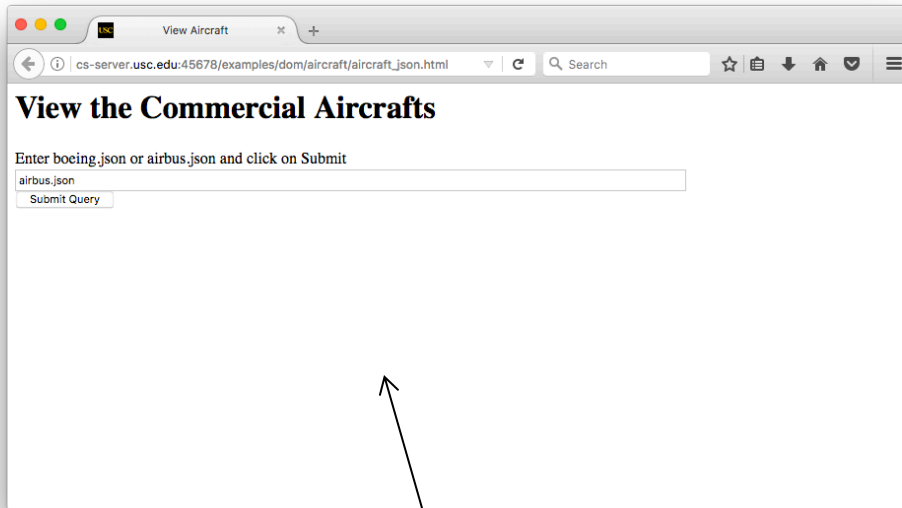 USC View Aircraft
cs-server.usc.edu:45678/examples/dom/aircraft/aircraft_json.html Search
View the Commercial Aircrafts
Enter boeing.json or airbus.json and click on Submit
airbus.json
Submit Query